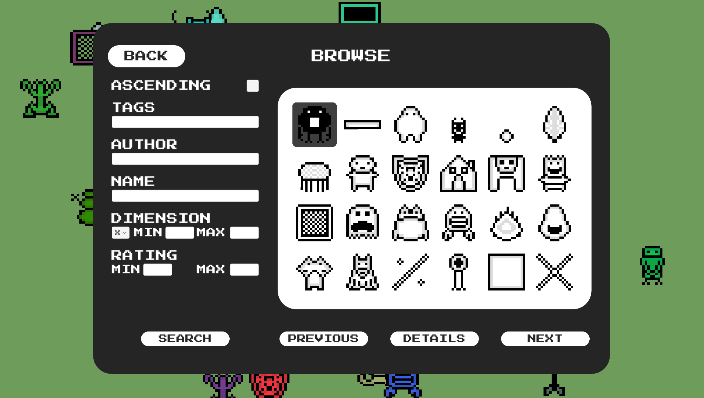 BACK
BROWSE
ASCENDING
TAGS
AUTHOR
NAME
DIMENSION
X MIN MAX
RATING
MIN MAX
SEARCH PREVIOUS DETAILS NEXT